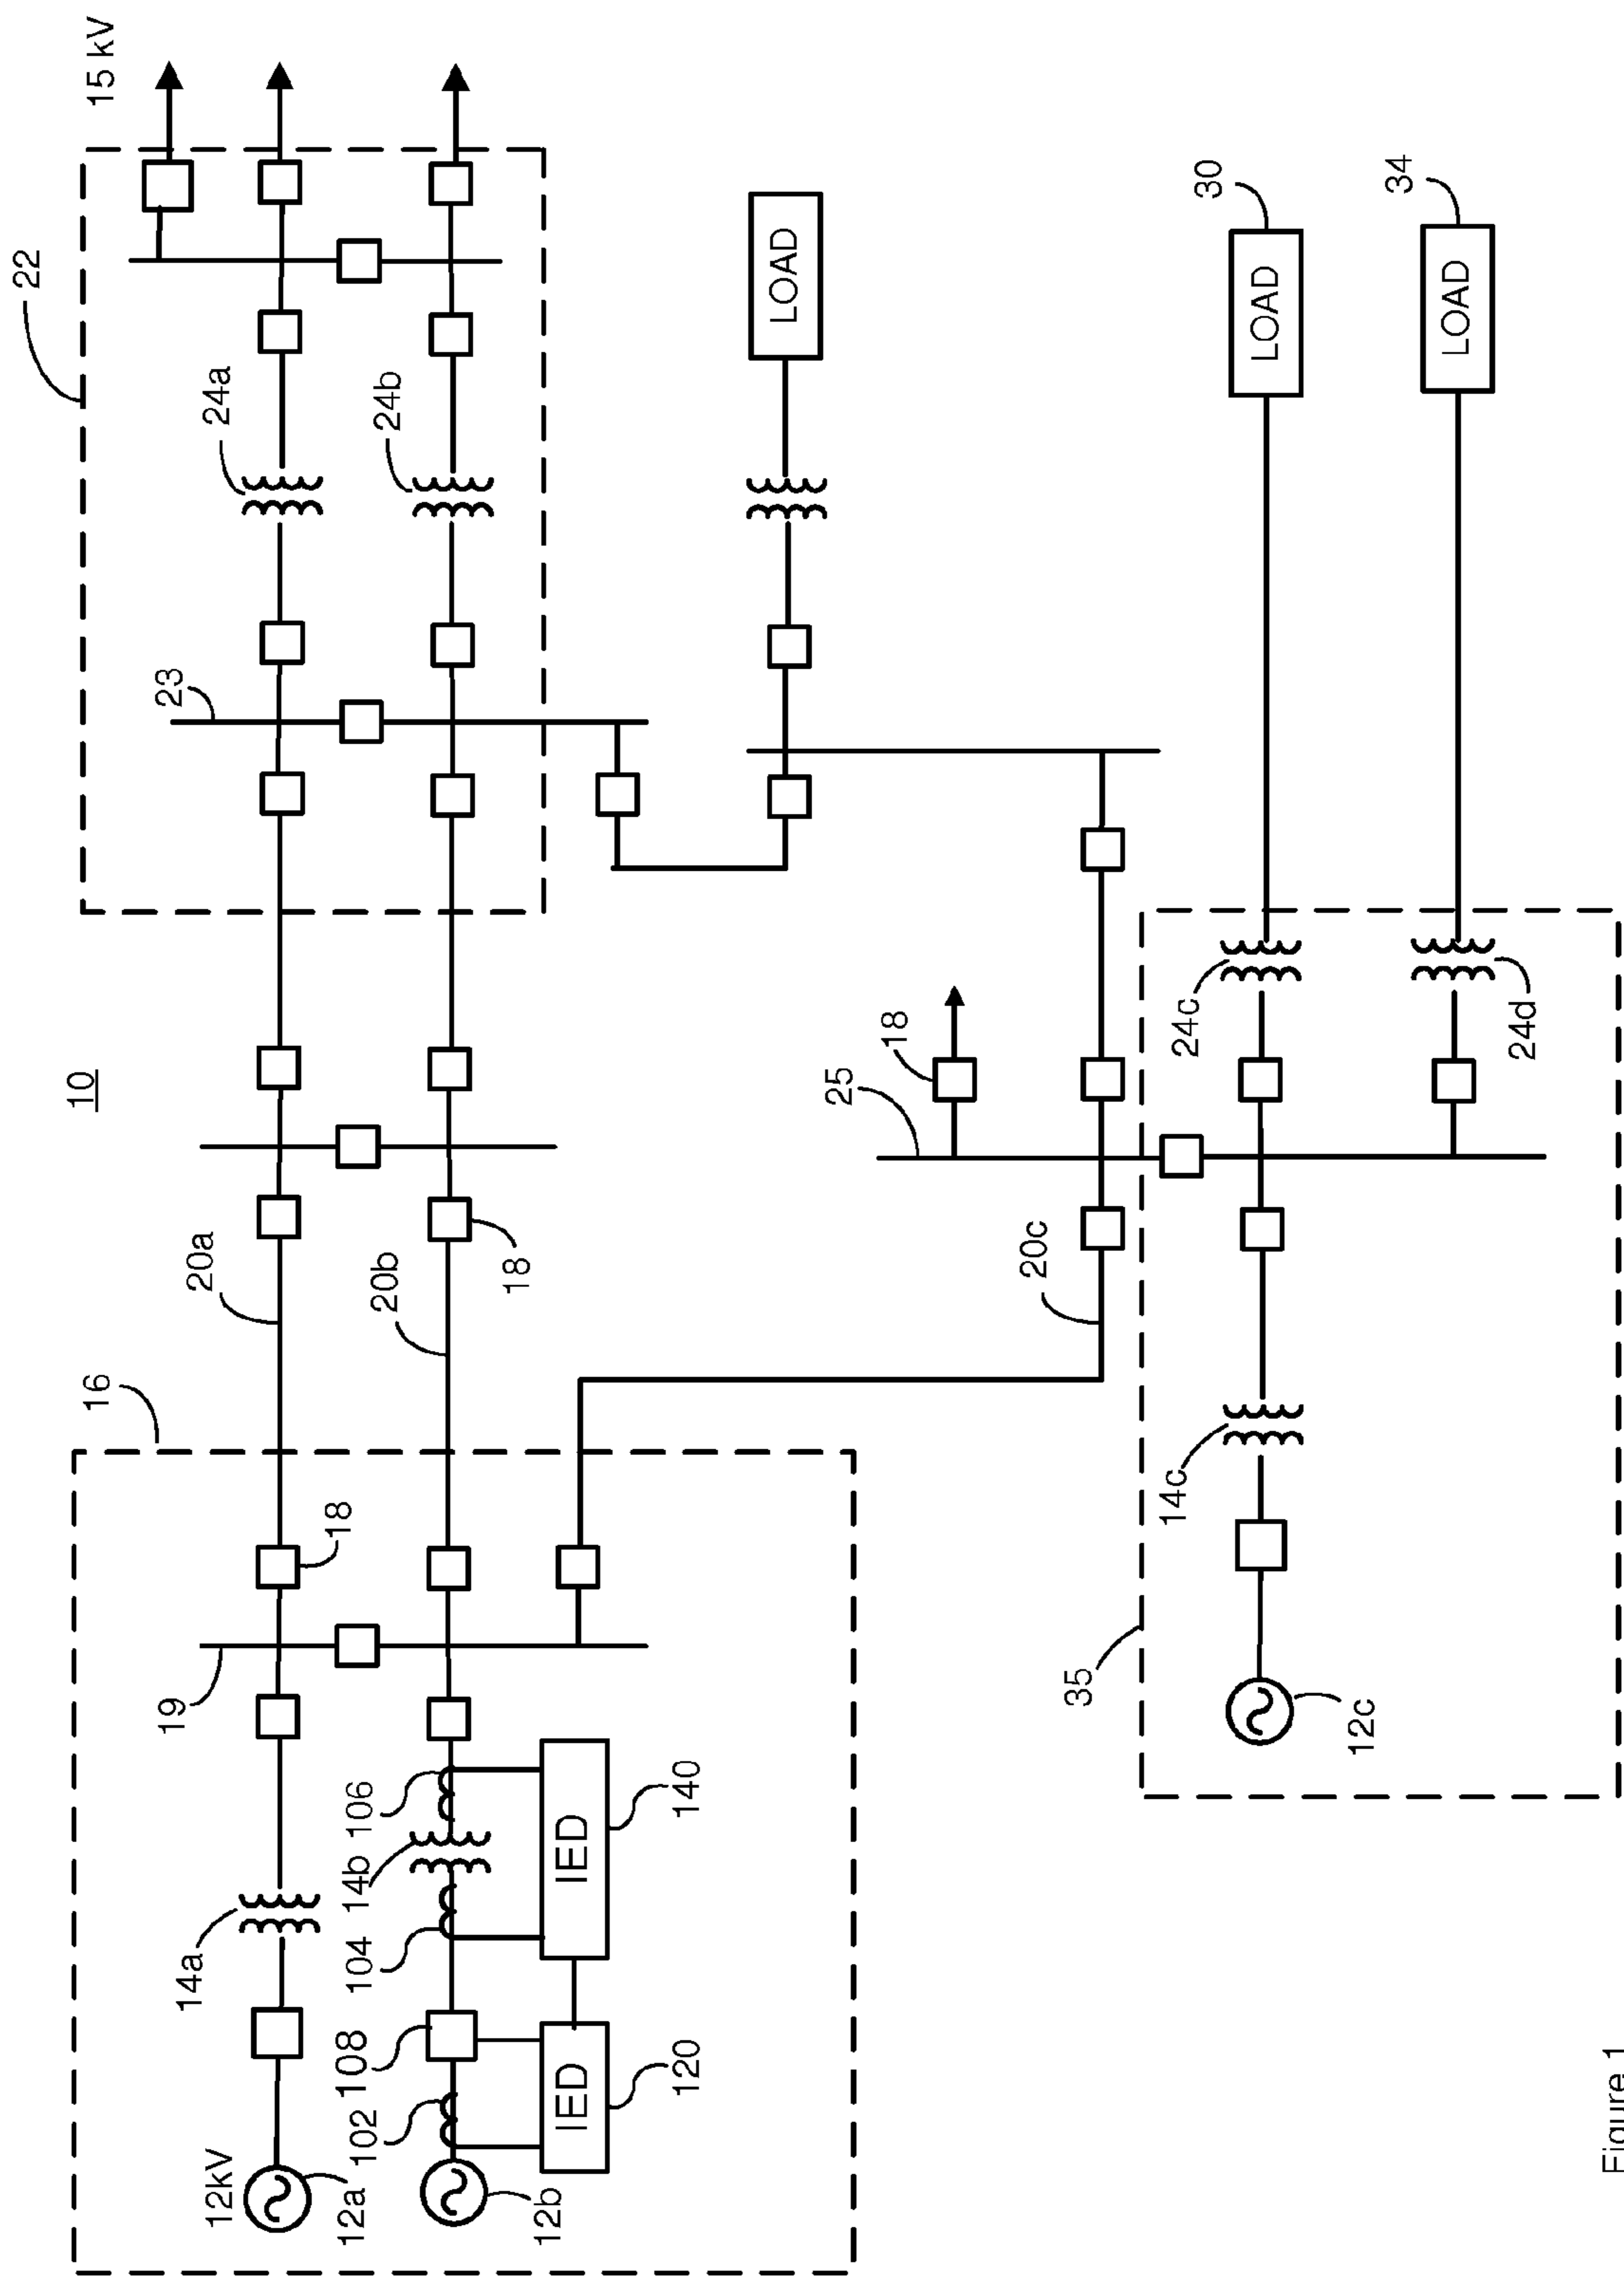 10
22
15 kV
16
20a
24a
23
24b
20b
18
19
18
14a
12kV
12a
106
14b
104
108
102
12b
IED
140
IED
120
LOAD
25
18
20c
30
LOAD
34
LOAD
24c
24d
35
14c
12c
Figure 1